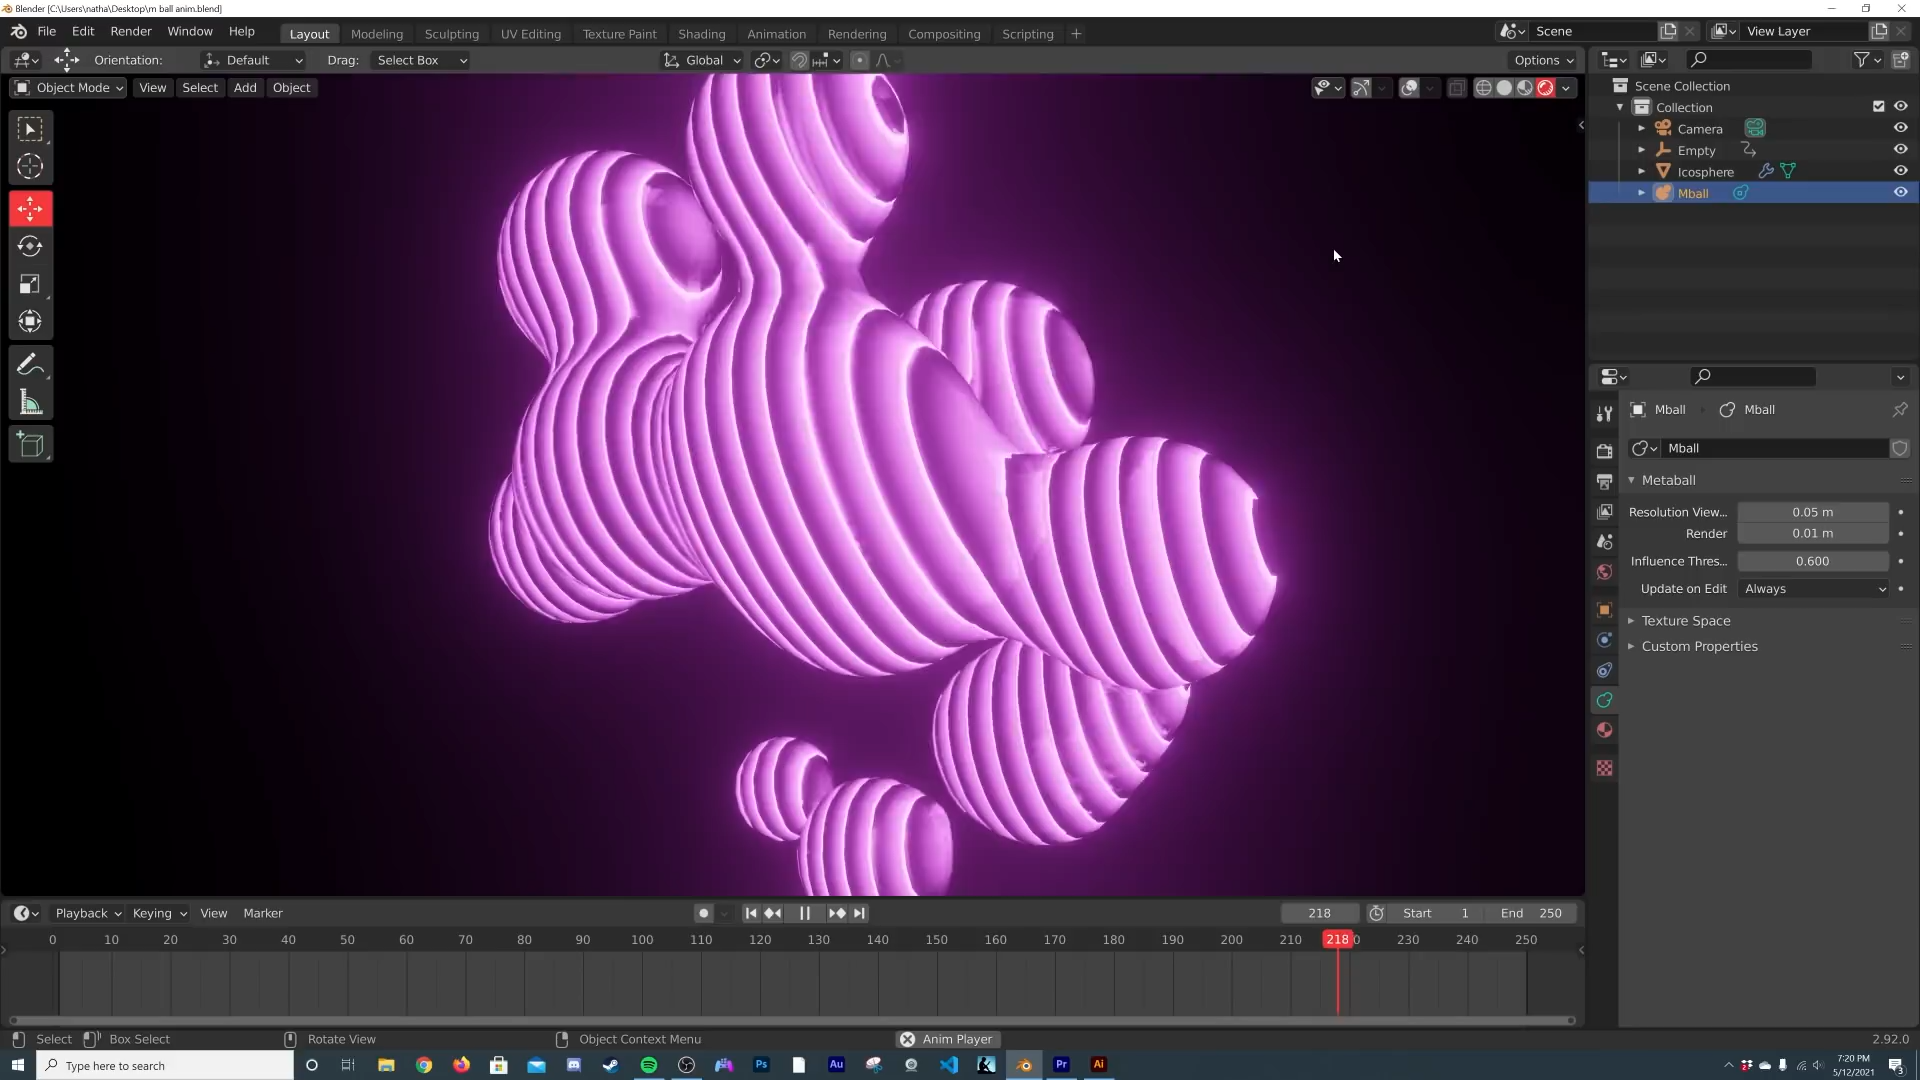 Blender [C:\Users\natha\Desktop\m ball anim.blend]
File Edit Render Window Help Layout Modeling Sculpting UV Editing Texture Paint Shading Animation Rendering Compositing Scripting + Scene View Layer
Orientation: Default Drag: Select Box Global Options
Object Mode View Select Add Object
Scene Collection
Collection
Camera
Empty
Icosphere
Mball
Mball Mball
Mball
Metaball
Resolution View... 0.05 m
Render 0.01 m
Influence Thres... 0.600
Update on Edit Always
Texture Space
Custom Properties
Playback Keying View Marker 218 Start 1 End 250
0 10 20 30 40 50 60 70 80 90 100 110 120 130 140 150 160 170 180 190 200 210 218 0 230 240 250
Select Box Select Rotate View Object Context Menu Anim Player 2.92.0
Type here to search Ps Au Pr Ai 7:20 PM
5/12/2021 3